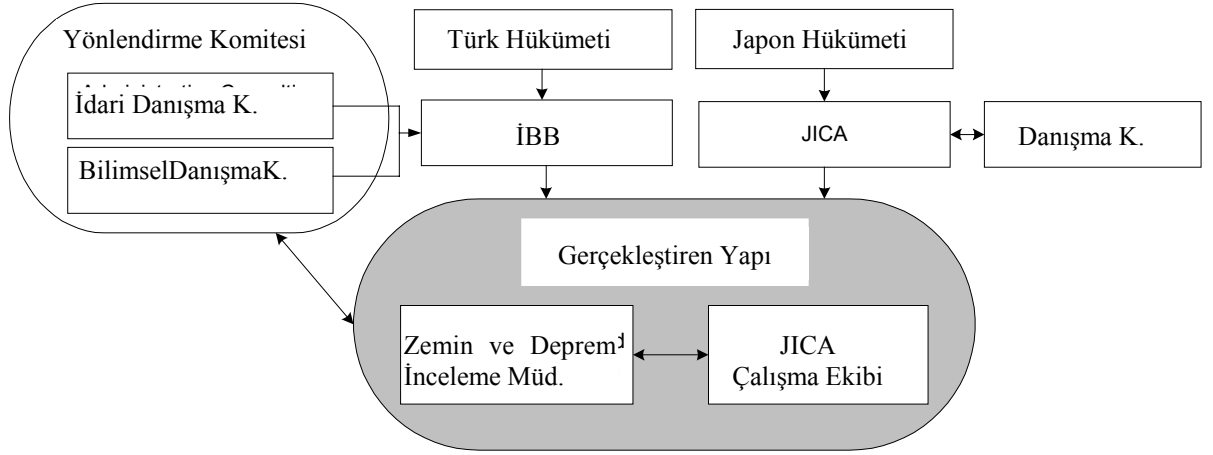 Yönlendirme Komitesi
Türk Hükümeti
Japon Hükümeti
İdari Danışma K.
BilimselDanışmaK.
İBB
JICA
Danışma K.
Gerçekleştiren Yapı
Zemin ve Deprem
İnceleme Müd.
JICA
Çalışma Ekibi